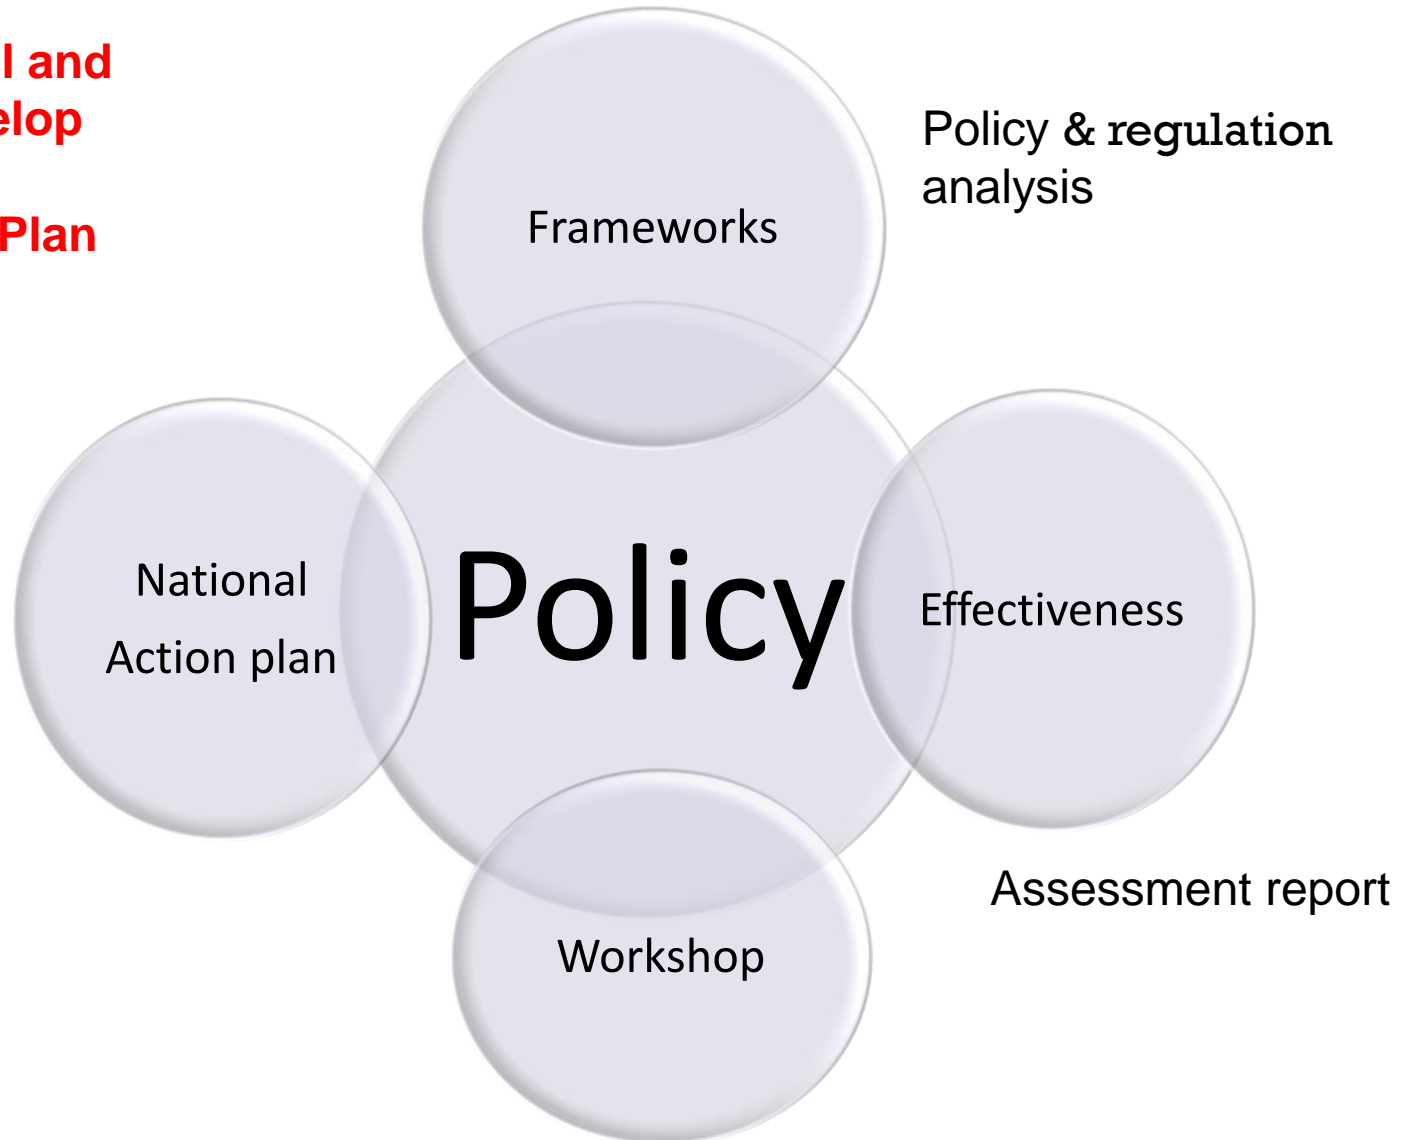 l and
elop
Plan
Policy & regulation
analysis
Frameworks
National
Action plan
Policy
Effectiveness
Assessment report
Workshop